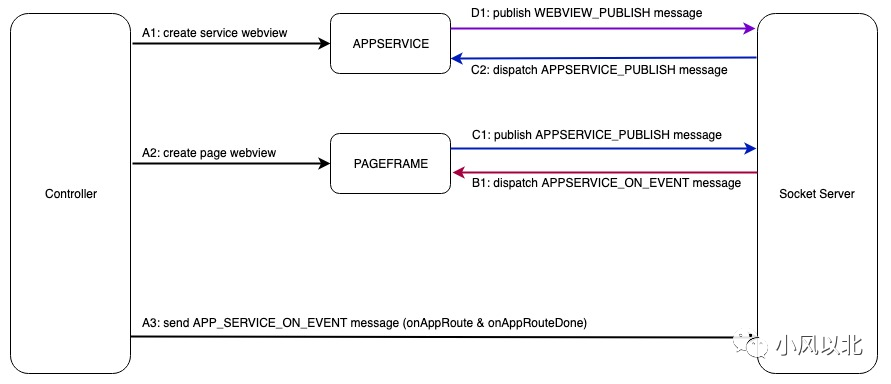 D1: publish WEBVIEW_PUBLISH message
A1: create service webview
APPSERVICE
C2: dispatch APPSERVICE_PUBLISH message
C1: publish APPSERVICE_PUBLISH message
A2: create page webview
PAGEFRAME
B1: dispatch APPSERVICE_ON_EVENT message
Controller
Socket Server
A3: send APP_SERVICE_ON_EVENT message (onAppRoute & onAppRouteDone)
小风以北